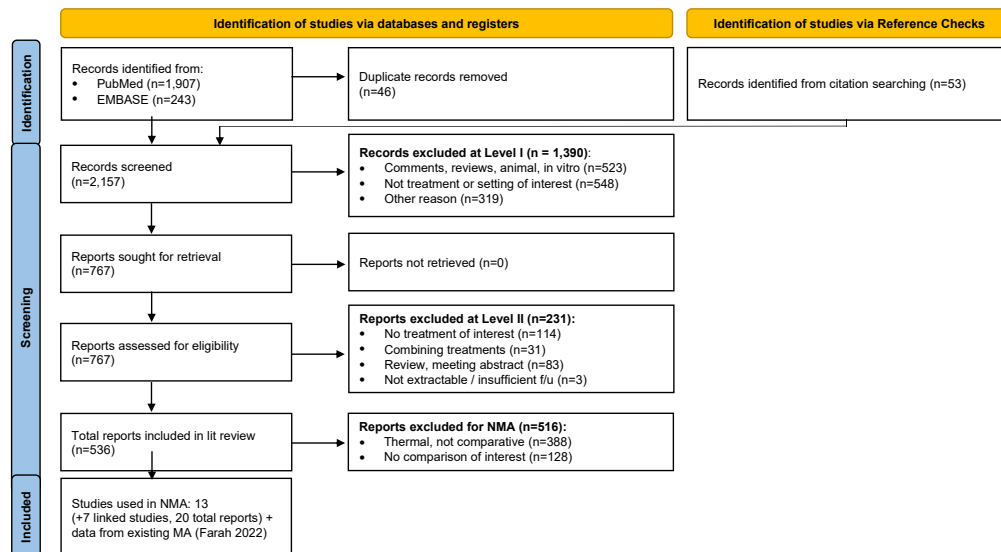 Identification of studies via databases and registers
Identification of studies via Reference Checks
Identification
Records identified from:
• PubMed (n=1,907)
• EMBASE (n=243)
Duplicate records removed
(n=46)
Records identified from citation searching (n=53)
Screening
Records screened
(n=2,157)
Records excluded at Level I (n = 1,390):
• Comments, reviews, animal, in vitro (n=523)
• Not treatment or setting of interest (n=548)
• Other reason (n=319)
Reports sought for retrieval
(n=767)
Reports not retrieved (n=0)
Reports assessed for eligibility
(n=767)
Reports excluded at Level II (n=231):
• No treatment of interest (n=114)
• Combining treatments (n=31)
• Review, meeting abstract (n=83)
• Not extractable / insufficient f/u (n=3)
Total reports included in lit review
(n=536)
Reports excluded for NMA (n=516):
• Thermal, not comparative (n=388)
• No comparison of interest (n=128)
Included
Studies used in NMA: 13
(+7 linked studies, 20 total reports) +
data from existing MA (Farah 2022)